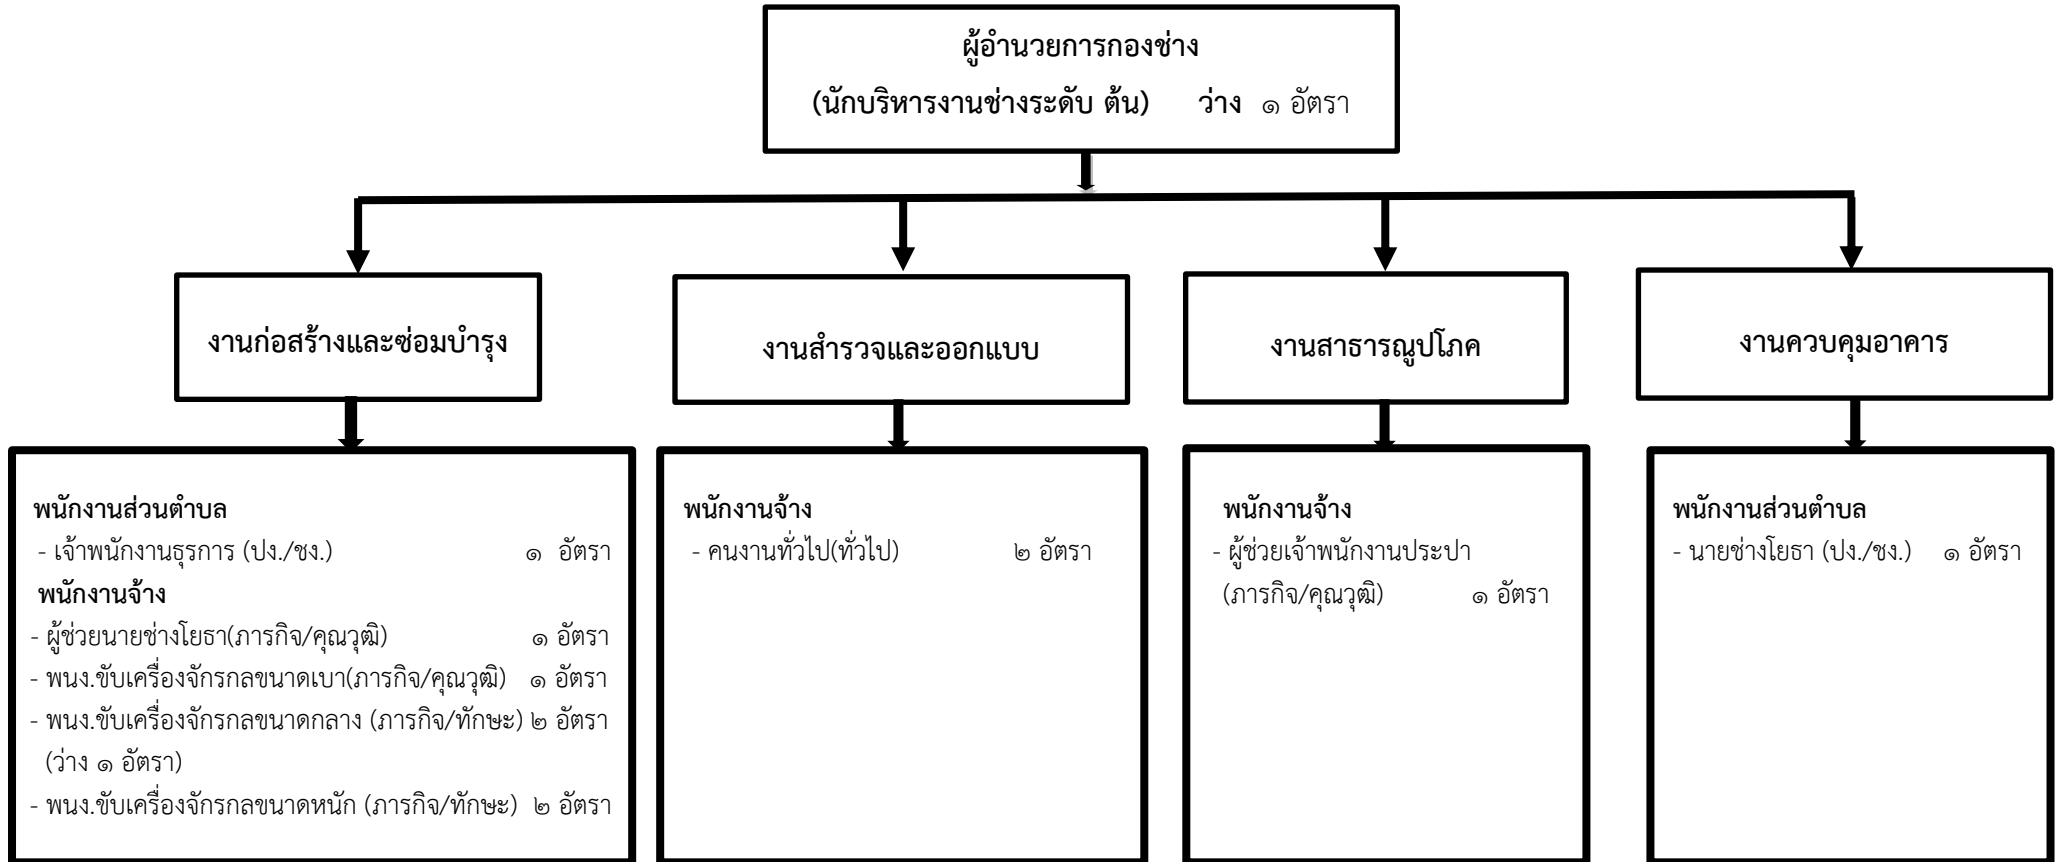 ผู้อำนวยการกองช่าง
(นักบริหารงานช่างระดับ ต้น) ว่าง ๑ อัตรา
งานก่อสร้างและซ่อมบำรุง
งานสำรวจและออกแบบ
งานสาธารณูปโภค
งานควบคุมอาคาร
พนักงานส่วนตำบล
- เจ้าพนักงานธุรการ (ปง./ชง.) ๑ อัตรา
พนักงานจ้าง
- ผู้ช่วยนายช่างโยธา(ภารกิจ/คุณวุฒิ) ๑ อัตรา
- พนง.ขับเครื่องจักรกลขนาดเบา(ภารกิจ/คุณวุฒิ) ๑ อัตรา
- พนง.ขับเครื่องจักรกลขนาดกลาง (ภารกิจ/ทักษะ) ๒ อัตรา
(ว่าง ๑ อัตรา)
- พนง.ขับเครื่องจักรกลขนาดหนัก (ภารกิจ/ทักษะ) ๒ อัตรา
พนักงานจ้าง
- คนงานทั่วไป(ทั่วไป) ๒ อัตรา
พนักงานจ้าง
- ผู้ช่วยเจ้าพนักงานประปา
(ภารกิจ/คุณวุฒิ) ๑ อัตรา
พนักงานส่วนตำบล
- นายช่างโยธา (ปง./ชง.) ๑ อัตรา